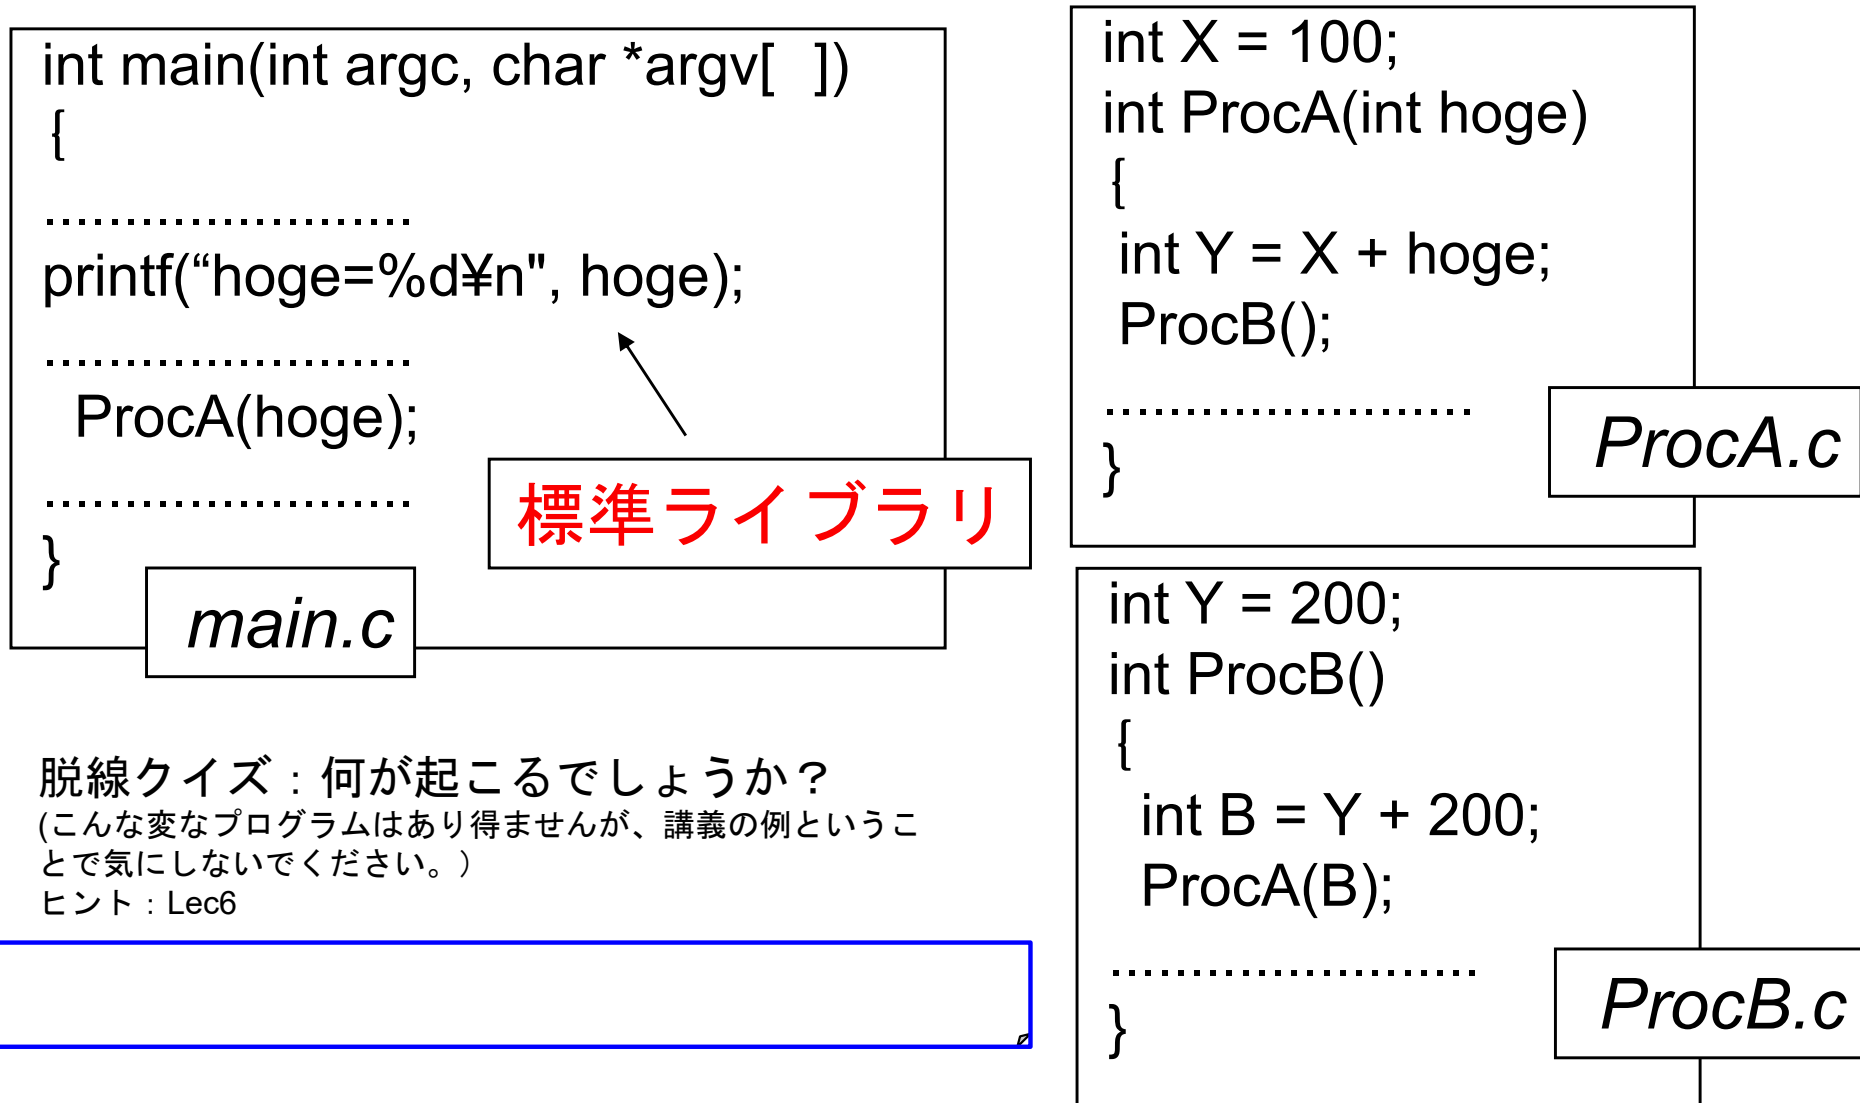 int main(int argc, char *argv[  ])
{
.......................
printf(“hoge=%d¥n", hoge);
.......................
ProcA(hoge);
.......................
}
標準ライブラリ
main.c
int X = 100;
int ProcA(int hoge)
{
int Y = X + hoge;
ProcB();
.......................
}
ProcA.c
int Y = 200;
int ProcB()
{
int B = Y + 200;
ProcA(B);
.......................
}
ProcB.c
脱線クイズ：何が起こるでしょうか？
(こんな変なプログラムはあり得ませんが、講義の例というこ
とで気にしないでください。）
ヒント：Lec6